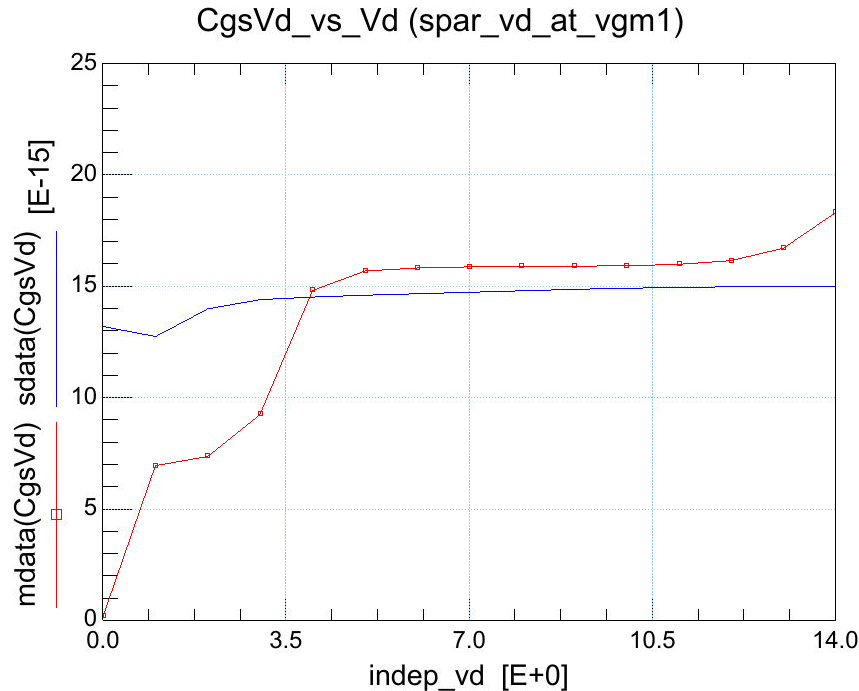 CgsVd_vs_Vd (spar_vd_at_vgm1)
25
20
15
10
5
0
mdata(CgsVd) sdata(CgsVd) [E-15]
0.0 3.5 7.0 10.5 14.0
indep_vd [E+0]